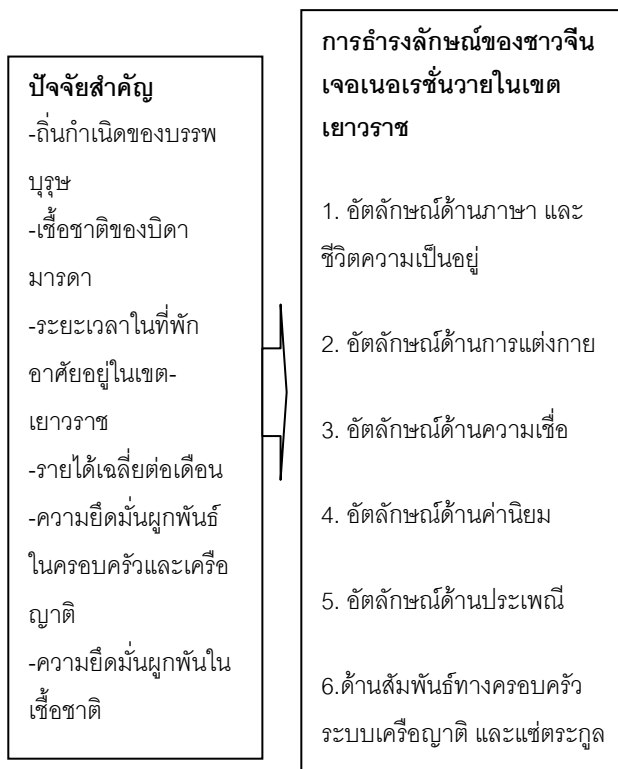 ปัจจัยสำคัญ
-ถิ่นกำเนิดของบรรพ
บุรุษ
-เชื้อชาติของบิดา
มารดา
-ระยะเวลาในที่พัก
อาศัยอยู่ในเขต-
เยาวราช
-รายได้เฉลี่ยต่อเดือน
-ความยึดมั่นผูกพันธ์
ในครอบครัวและเครือ
ญาติ
-ความยึดมั่นผูกพันใน
เชื้อชาติ
การธำรงลักษณ์ของชาวจีน
เจอเนอเรชั่นวายในเขต
เยาวราช
1. อัตลักษณ์ด้านภาษา และ
ชีวิตความเป็นอยู่
2. อัตลักษณ์ด้านการแต่งกาย
3. อัตลักษณ์ด้านความเชื่อ
4. อัตลักษณ์ด้านค่านิยม
5. อัตลักษณ์ด้านประเพณี
6.ด้านสัมพันธ์ทางครอบครัว
ระบบเครือญาติ และแซ่ตระกูล